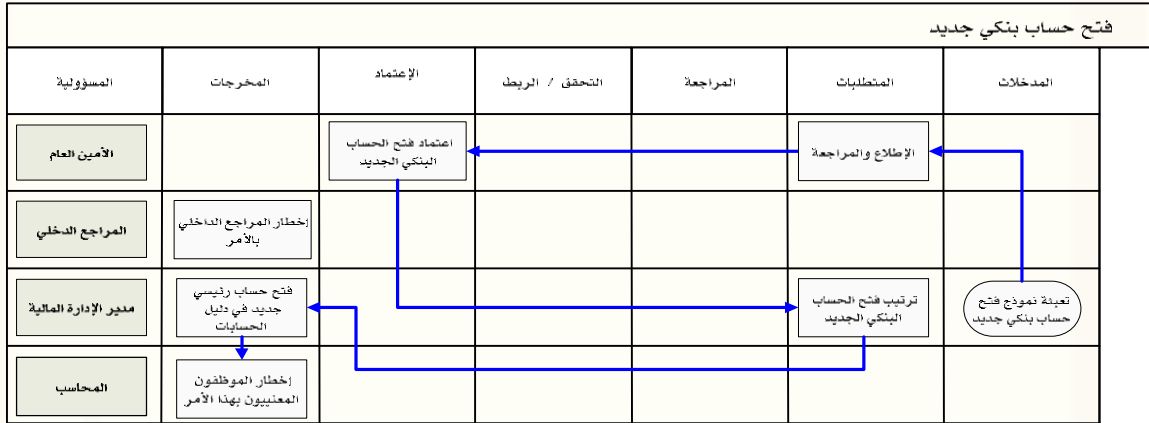 فتح حساب بنكي جديد
المدخلات
المتطلبات
المراجعة
التحقق / الربط
الإعتماد
المخرجات
المسؤولية
الإطلاع والمراجعة
اعتماد فتح الحساب
البنكي الجديد
الأمين العام
إخطار المراجع الداخلي
بالأمر
المراجع الدخلي
تعبئة نموذج فتح
حساب بنكي جديد
ترتيب فتح الحساب
البنكي الجديد
فتح حساب رئيسي
جديد في دليل
الحسابات
مدير الإدارة المالية
إخطار الموظفون
المعنييون بهذا الأمر
المحاسب